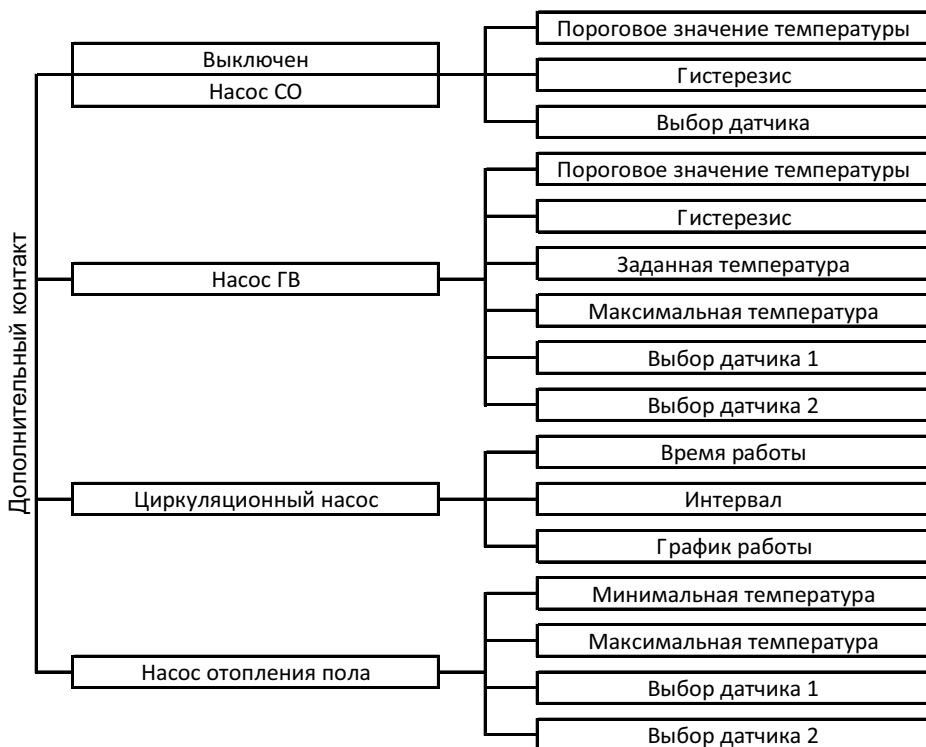 Дополнительный контакт
Выключен
Насос СО
Пороговое значение температуры
Гистерезис
Выбор датчика
Насос ГВ
Пороговое значение температуры
Гистерезис
Заданная температура
Максимальная температура
Выбор датчика 1
Выбор датчика 2
Циркуляционный насос
Время работы
Интервал
График работы
Насос отопления пола
Минимальная температура
Максимальная температура
Выбор датчика 1
Выбор датчика 2